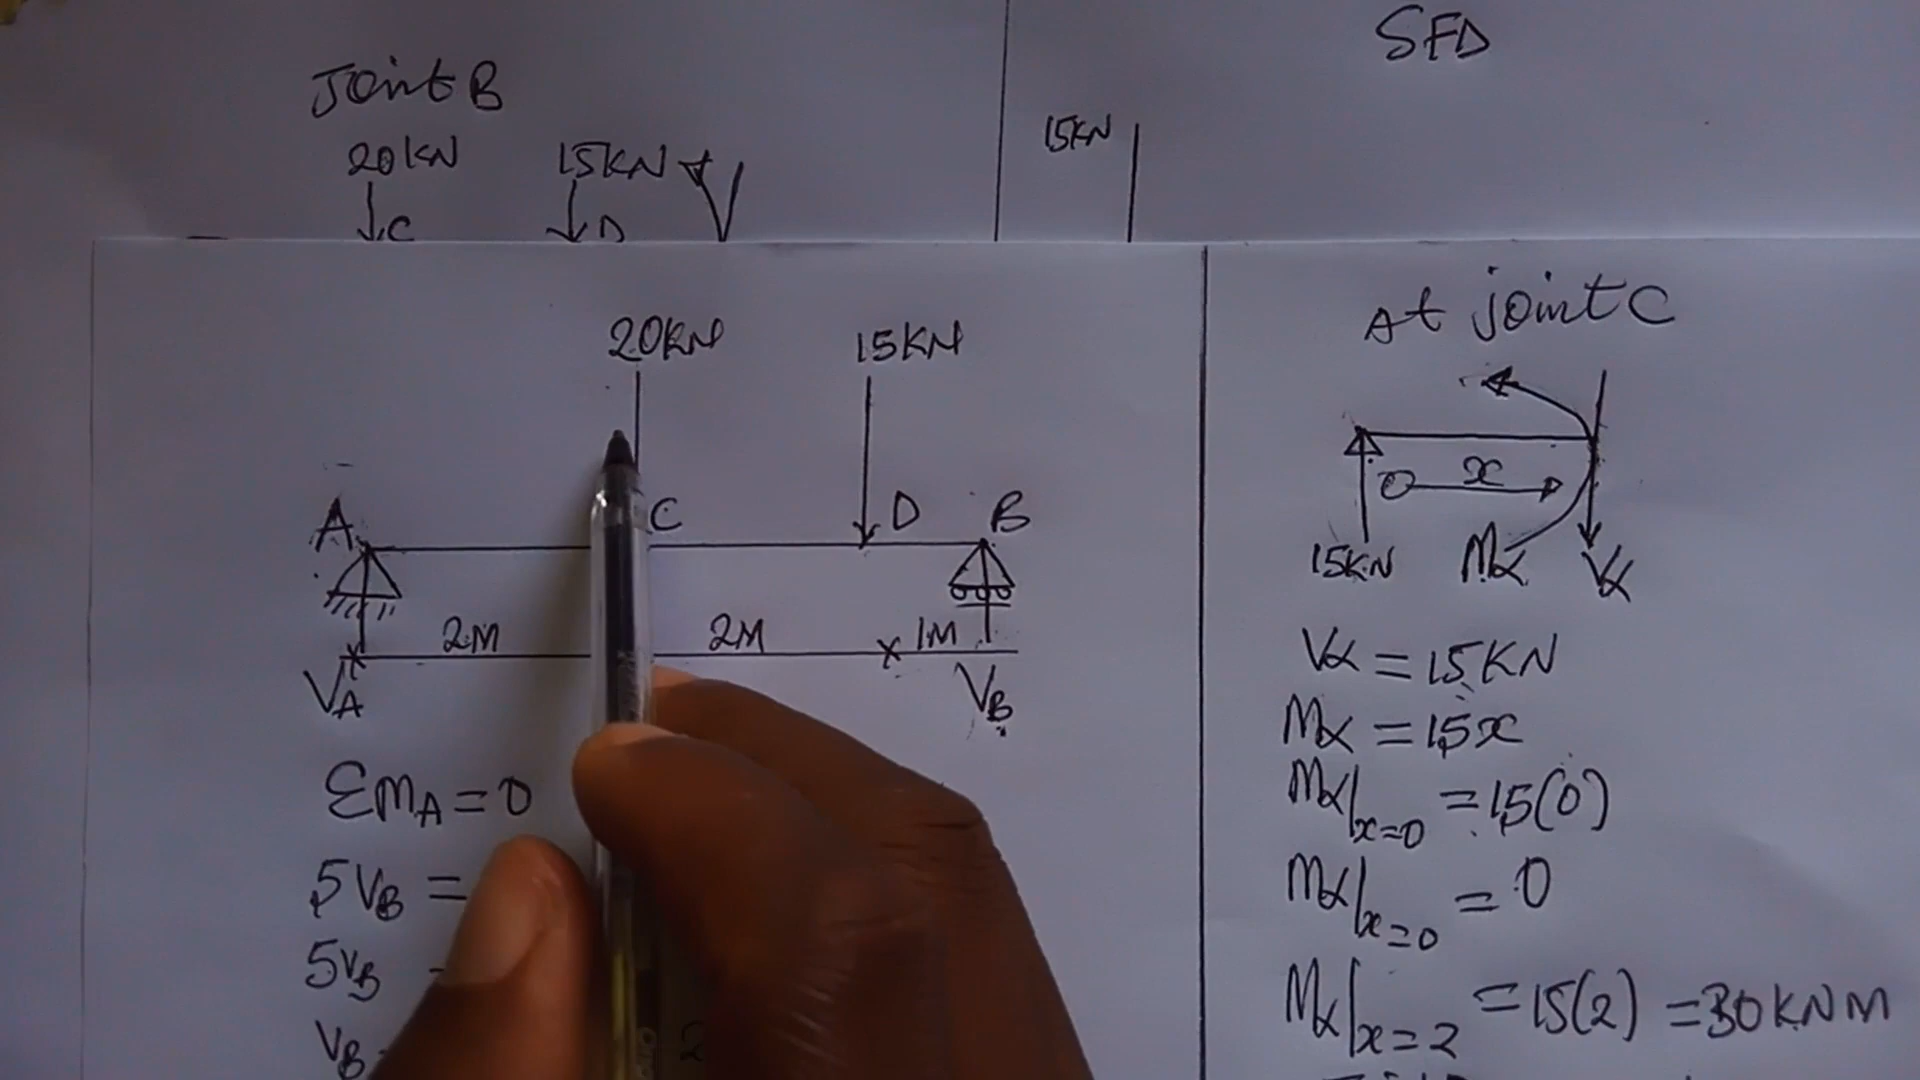 SFD
Joint B
15KN
20KN 15KN
C D
20KN 15KN
A C D B
2M 2M 1M
VA VB
ΣMA=0
5VB =
5VB
VB
At joint C
x
15KN Mx Vx
Vx = 15KN
Mx = 15x
Mx|x=0 = 15(0)
Mx|x=0 = 0
Mx|x=2 = 15(2) = 30KNM